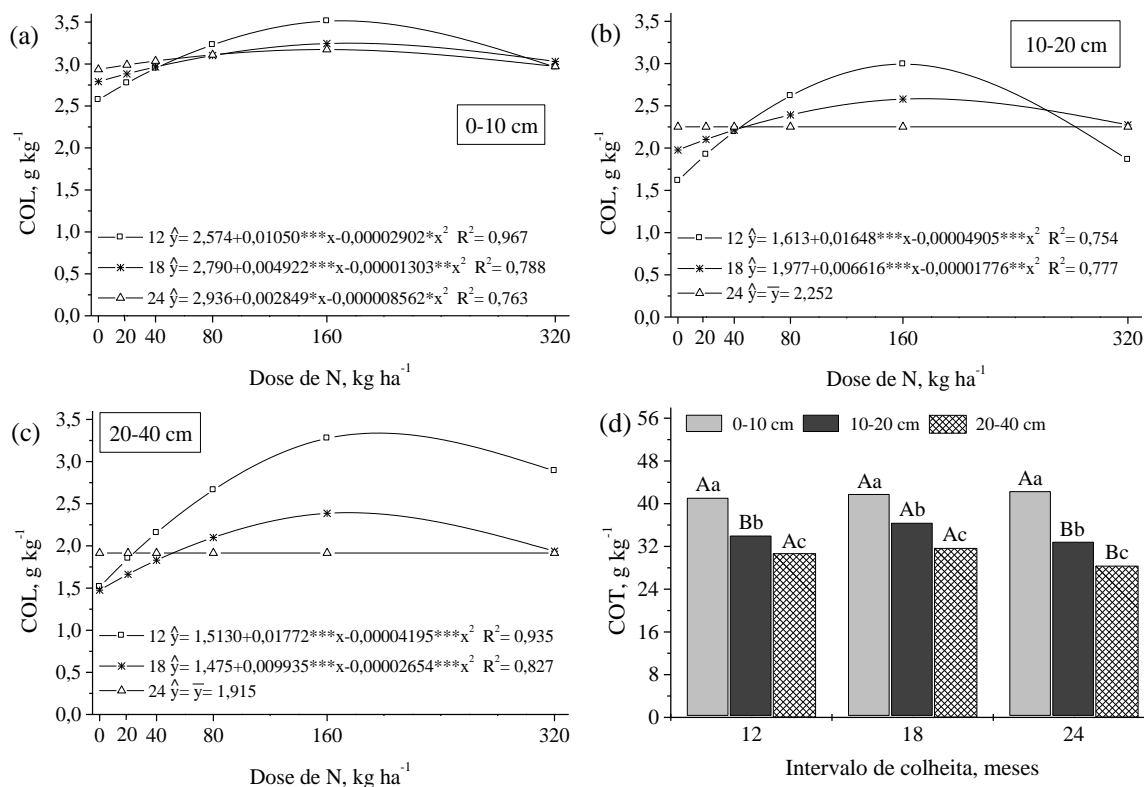 (a)
3,5
3,0
2,5
2,0
1,5
1,0
0,5
0,0
COL, g kg⁻¹
0-10 cm
12 ŷ= 2,574+0,01050***x-0,00002902*x² R²= 0,967
18 ŷ= 2,790+0,004922***x-0,00001303**x² R²= 0,788
24 ŷ= 2,936+0,002849*x-0,000008562*x² R²= 0,763
0 20 40 80 160 320
Dose de N, kg ha⁻¹
(b)
10-20 cm
3,5
3,0
2,5
2,0
1,5
1,0
0,5
0,0
COL, g kg⁻¹
12 ŷ= 1,613+0,01648***x-0,00004905***x² R²= 0,754
18 ŷ= 1,977+0,006616***x-0,00001776**x² R²= 0,777
24 ŷ= y̅ = 2,252
0 20 40 80 160 320
Dose de N, kg ha⁻¹
(c)
20-40 cm
3,5
3,0
2,5
2,0
1,5
1,0
0,5
0,0
COL, g kg⁻¹
12 ŷ= 1,5130+0,01772***x-0,00004195***x² R²= 0,935
18 ŷ= 1,475+0,009935***x-0,00002654***x² R²= 0,827
24 ŷ= y̅ = 1,915
0 20 40 80 160 320
Dose de N, kg ha⁻¹
(d)
0-10 cm 10-20 cm 20-40 cm
56
48
40
32
24
16
8
0
COT, g kg⁻¹
Aa Bb Ac
Aa Ab Ac
Aa Bb Bc
12 18 24
Intervalo de colheita, meses